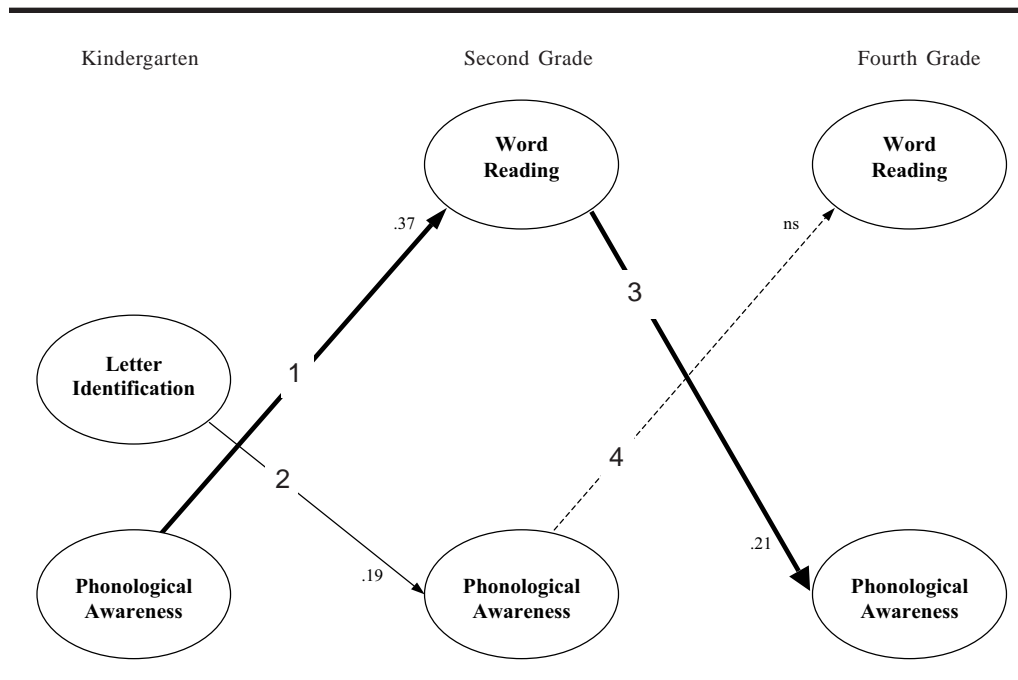 Kindergarten Second Grade Fourth Grade
Word
Reading
Word
Reading
.37
ns
3
Letter
Identification
1
4
2
.21
.19
Phonological
Awareness
Phonological
Awareness
Phonological
Awareness